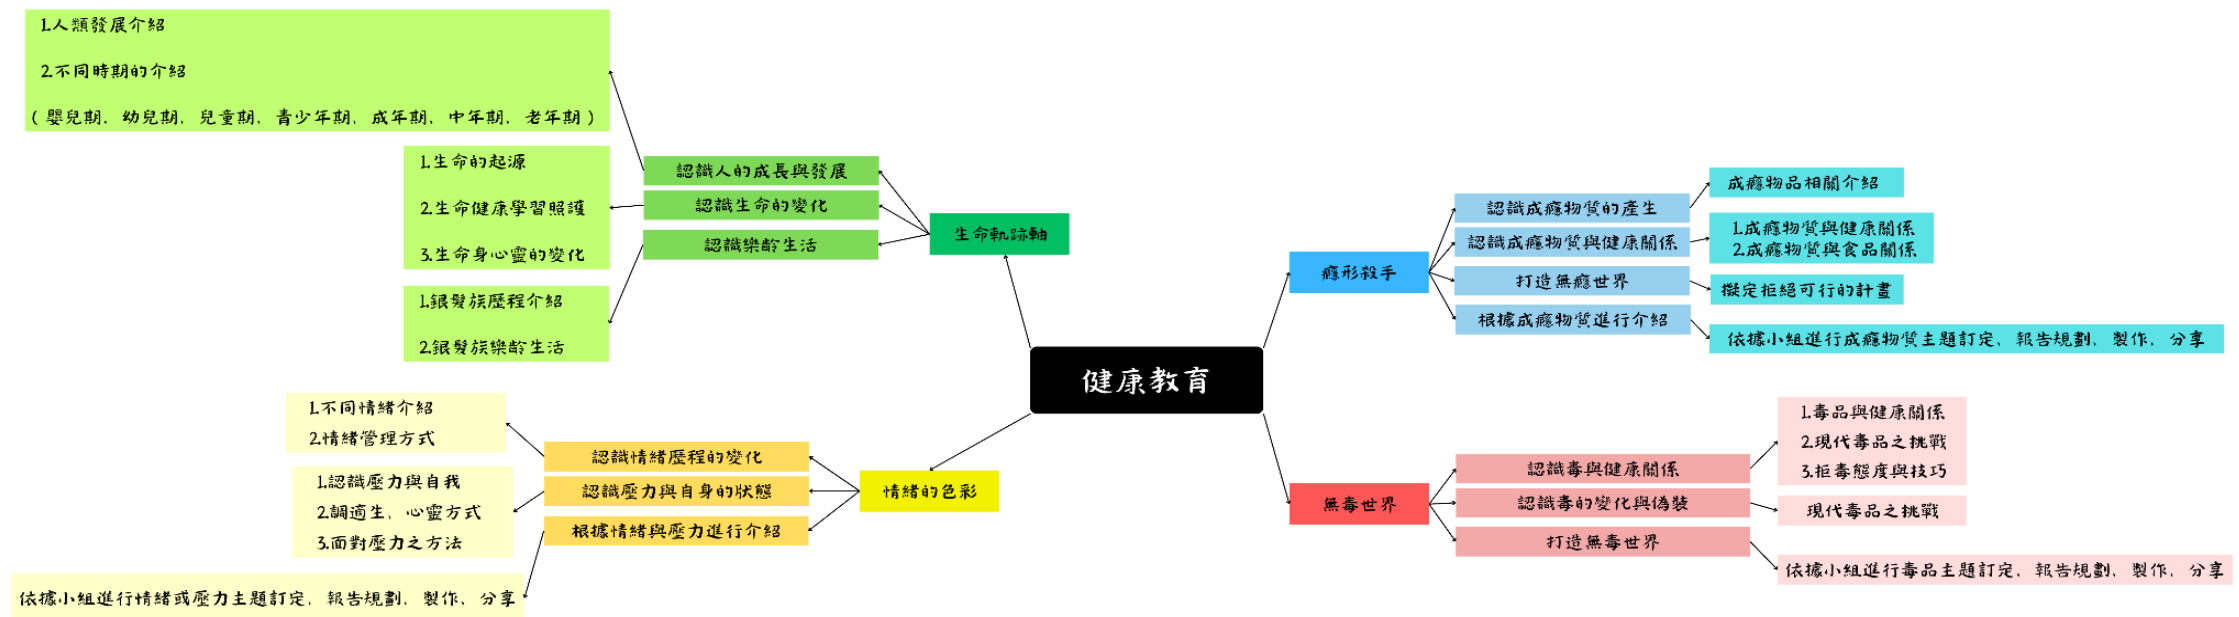 健康教育
生命軌跡軸
認識人的成長與發展
1.人類發展介紹
2.不同時期的介紹
(嬰兒期、幼兒期、兒童期、青少年期、成年期、中年期、老年期)
認識生命的變化
1.生命的起源
2.生命健康學習照護
3.生命身心靈的變化
認識樂齡生活
1.銀髮族歷程介紹
2.銀髮族樂齡生活
情緒的色彩
認識情緒歷程的變化
1.不同情緒介紹
2.情緒管理方式
認識壓力與自身的狀態
1.認識壓力與自我
2.調適生、心靈方式
3.面對壓力之方法
根據情緒與壓力進行介紹
依據小組進行情緒或壓力主題訂定、報告規劃、製作、分享
癮形殺手
認識成癮物質的產生
成癮物品相關介紹
認識成癮物質與健康關係
1.成癮物質與健康關係
2.成癮物質與食品關係
打造無癮世界
擬定拒絕可行的計畫
根據成癮物質進行介紹
依據小組進行成癮物質主題訂定、報告規劃、製作、分享
無毒世界
認識毒與健康關係
1.毒品與健康關係
2.現代毒品之挑戰
3.拒毒態度與技巧
認識毒的變化與偽裝
現代毒品之挑戰
打造無毒世界
依據小組進行毒品主題訂定、報告規劃、製作、分享